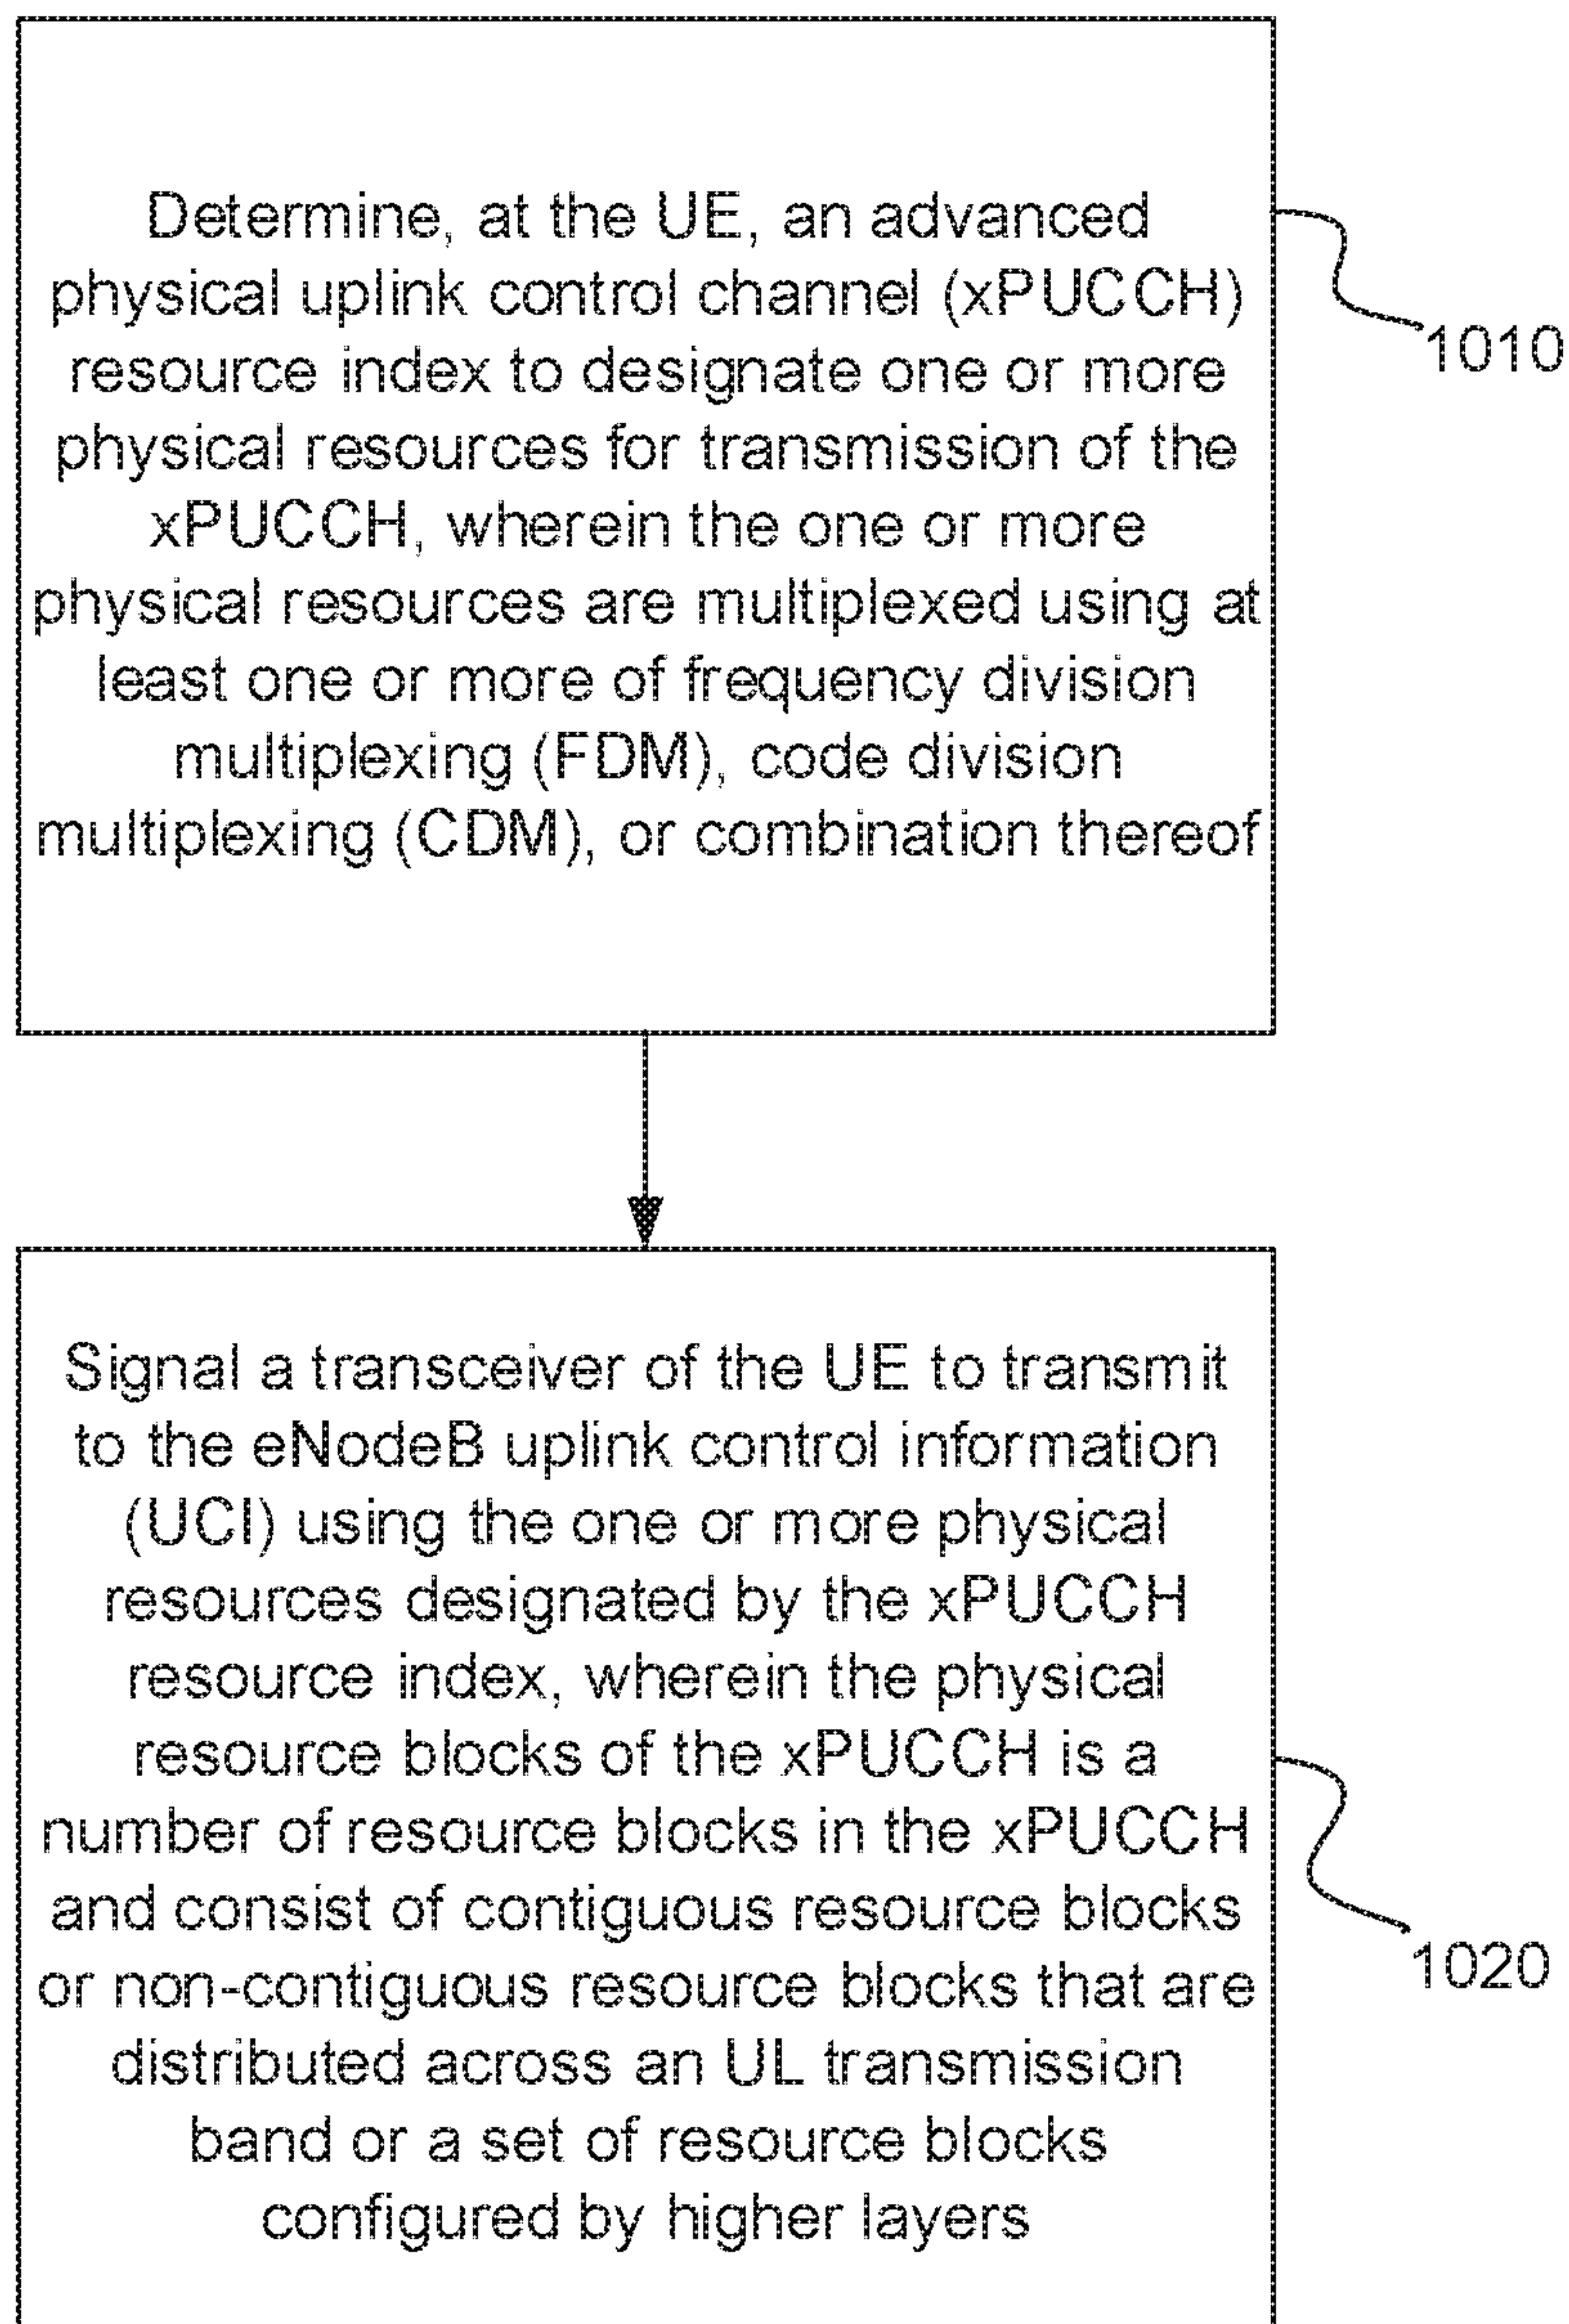 Determine, at the UE, an advanced
physical uplink control channel (xPUCCH)
resource index to designate one or more
physical resources for transmission of the
xPUCCH, wherein the one or more
physical resources are multiplexed using at
least one or more of frequency division
multiplexing (FDM), code division
multiplexing (CDM), or combination thereof
1010
Signal a transceiver of the UE to transmit
to the eNodeB uplink control information
(UCI) using the one or more physical
resources designated by the xPUCCH
resource index, wherein the physical
resource blocks of the xPUCCH is a
number of resource blocks in the xPUCCH
and consist of contiguous resource blocks
or non-contiguous resource blocks that are
distributed across an UL transmission
band or a set of resource blocks
configured by higher layers
1020